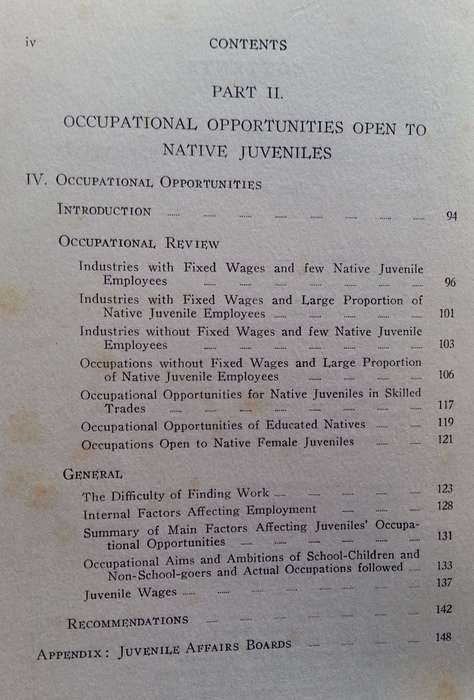 iv CONTENTS
PART II.
OCCUPATIONAL OPPORTUNITIES OPEN TO
NATIVE JUVENILES
IV. OCCUPATIONAL OPPORTUNITIES
INTRODUCTION 94
OCCUPATIONAL REVIEW
Industries with Fixed Wages and few Native Juvenile
Employees 96
Industries with Fixed Wages and Large Proportion of
Native Juvenile Employees 101
Industries without Fixed Wages and few Native Juvenile
Employees 103
Occupations without Fixed Wages and Large Proportion
of Native Juvenile Employees 106
Occupational Opportunities for Native Juveniles in Skilled
Trades 117
Occupational Opportunities of Educated Natives 119
Occupations Open to Native Female Juveniles 121
GENERAL
The Difficulty of Finding Work 123
Internal Factors Affecting Employment 128
Summary of Main Factors Affecting Juveniles' Occupa-
tional Opportunities 131
Occupational Aims and Ambitions of School-Children and
Non-School-goers and Actual Occupations followed 133
Juvenile Wages 137
RECOMMENDATIONS 142
APPENDIX: JUVENILE AFFAIRS BOARDS 148